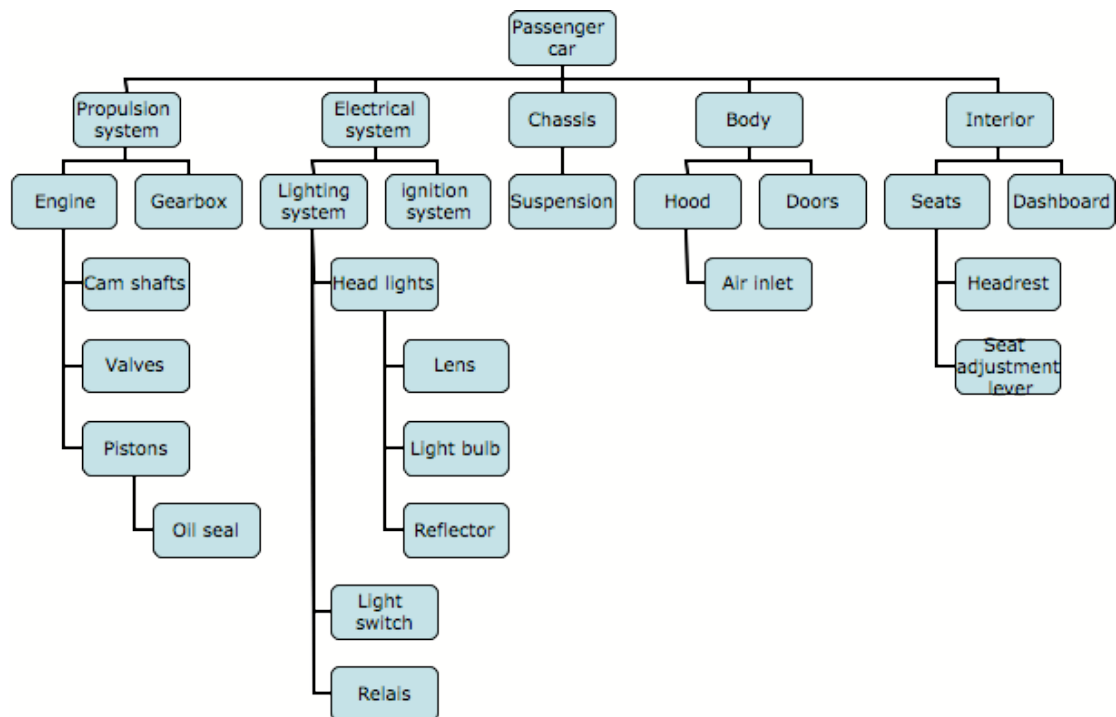 Passenger
car
Propulsion
system
Electrical
system
Chassis
Body
Interior
Engine
Gearbox
Lighting
system
ignition
system
Suspension
Hood
Doors
Seats
Dashboard
Cam shafts
Head lights
Air inlet
Headrest
Valves
Lens
Seat
adjustment
lever
Pistons
Light bulb
Oil seal
Reflector
Light
switch
Relais